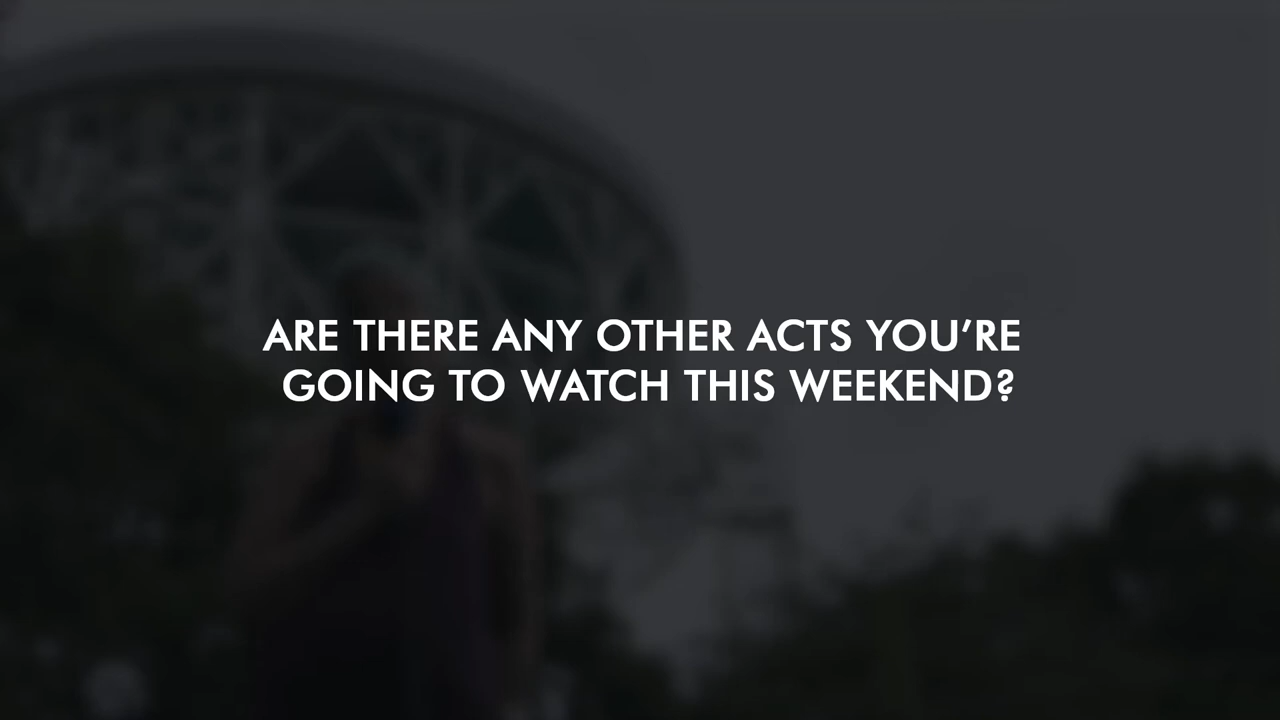 ARE THERE ANY OTHER ACTS YOU’RE
GOING TO WATCH THIS WEEKEND?